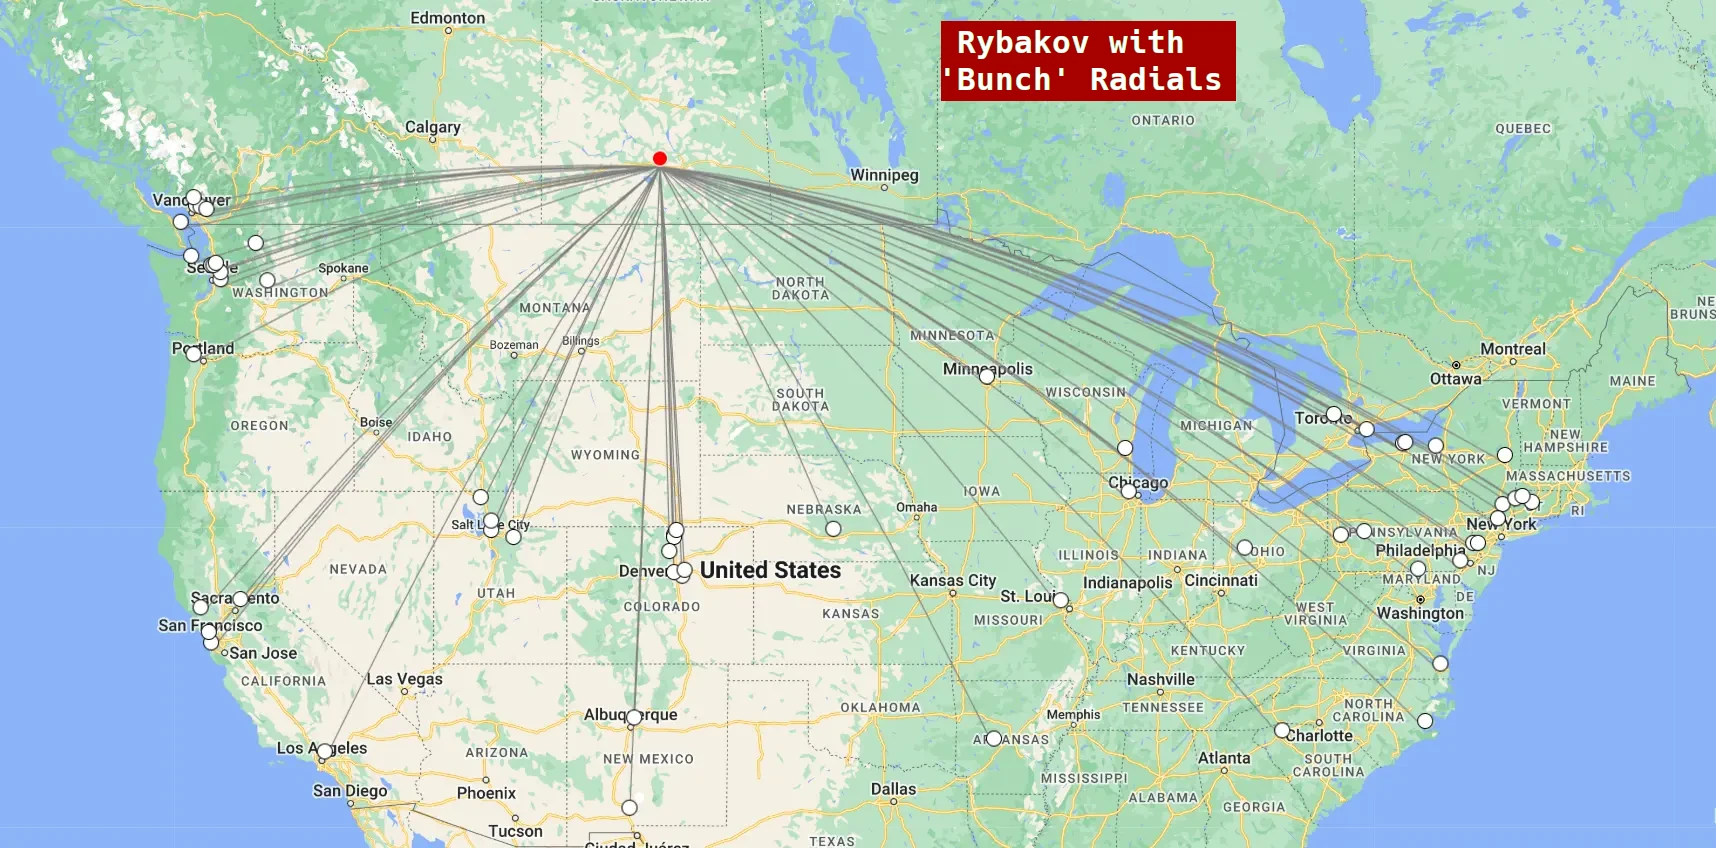 Edmonton
Rybakov with
'Bunch' Radials
Calgary
ONTARIO
QUEBEC
Winnipeg
Spokane
WASHINGTON
NORTH
DAKOTA
MONTANA
NE
BRUNS
MINNESOTA
Bozeman
Billings
Portland
Montreal
Minneapolis
Ottawa
WISCONSIN
SOUTH
DAKOTA
MAINE
VERMONT
Toronto
OREGON
Boise
IDAHO
MICHIGAN
NEW
HAMPSHIRE
WYOMING
NEW YORK
MASSACHUSETTS
Chicago
IOWA
NEBRASKA
Omaha
RI
Salt Lake City
New York
PENNSYLVANIA
Philadelphia
OHIO
ILLINOIS
INDIANA
NEVADA
Denver
United States
Kansas City
Indianapolis
Cincinnati
NJ
MARYLAND
UTAH
COLORADO
St. Louis
DE
Sacramento
KANSAS
MISSOURI
WEST
VIRGINIA
Washington
San Francisco
San Jose
KENTUCKY
VIRGINIA
CALIFORNIA
Las Vegas
Nashville
Albuquerque
OKLAHOMA
Memphis
TENNESSEE
NORTH
CAROLINA
Los Angeles
ARIZONA
NEW MEXICO
ARKANSAS
Charlotte
Atlanta
SOUTH
CAROLINA
San Diego
Phoenix
Dallas
MISSISSIPPI
ALABAMA
GEORGIA
Tucson
TEXAS
Ciudad Juárez